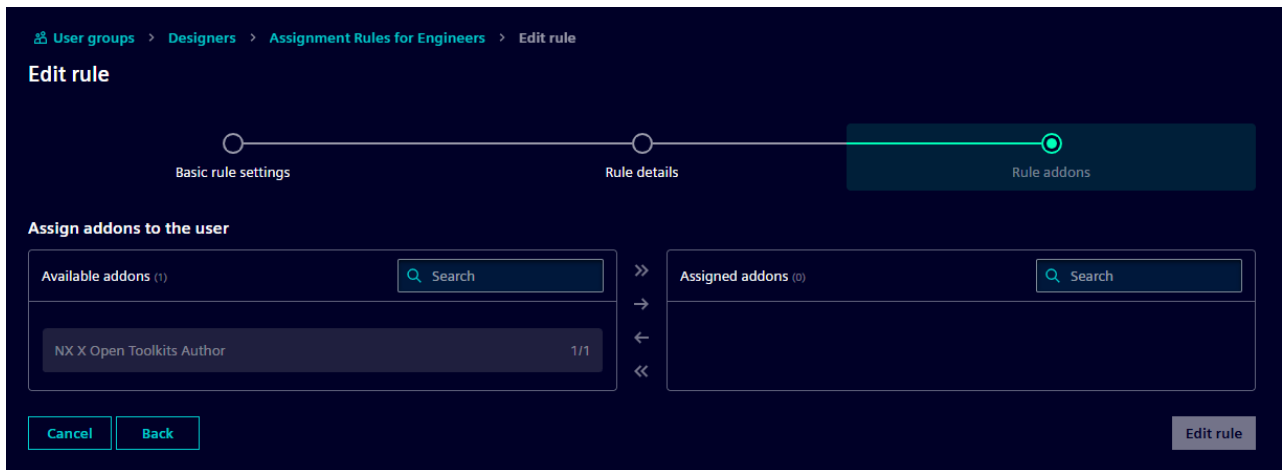 User groups > Designers > Assignment Rules for Engineers > Edit rule
Edit rule
Basic rule settings
Rule details
Rule addons
Assign addons to the user
Available addons (1)
Search
Assigned addons (0)
Search
NX X Open Toolkits Author 1/1
Cancel
Back
Edit rule